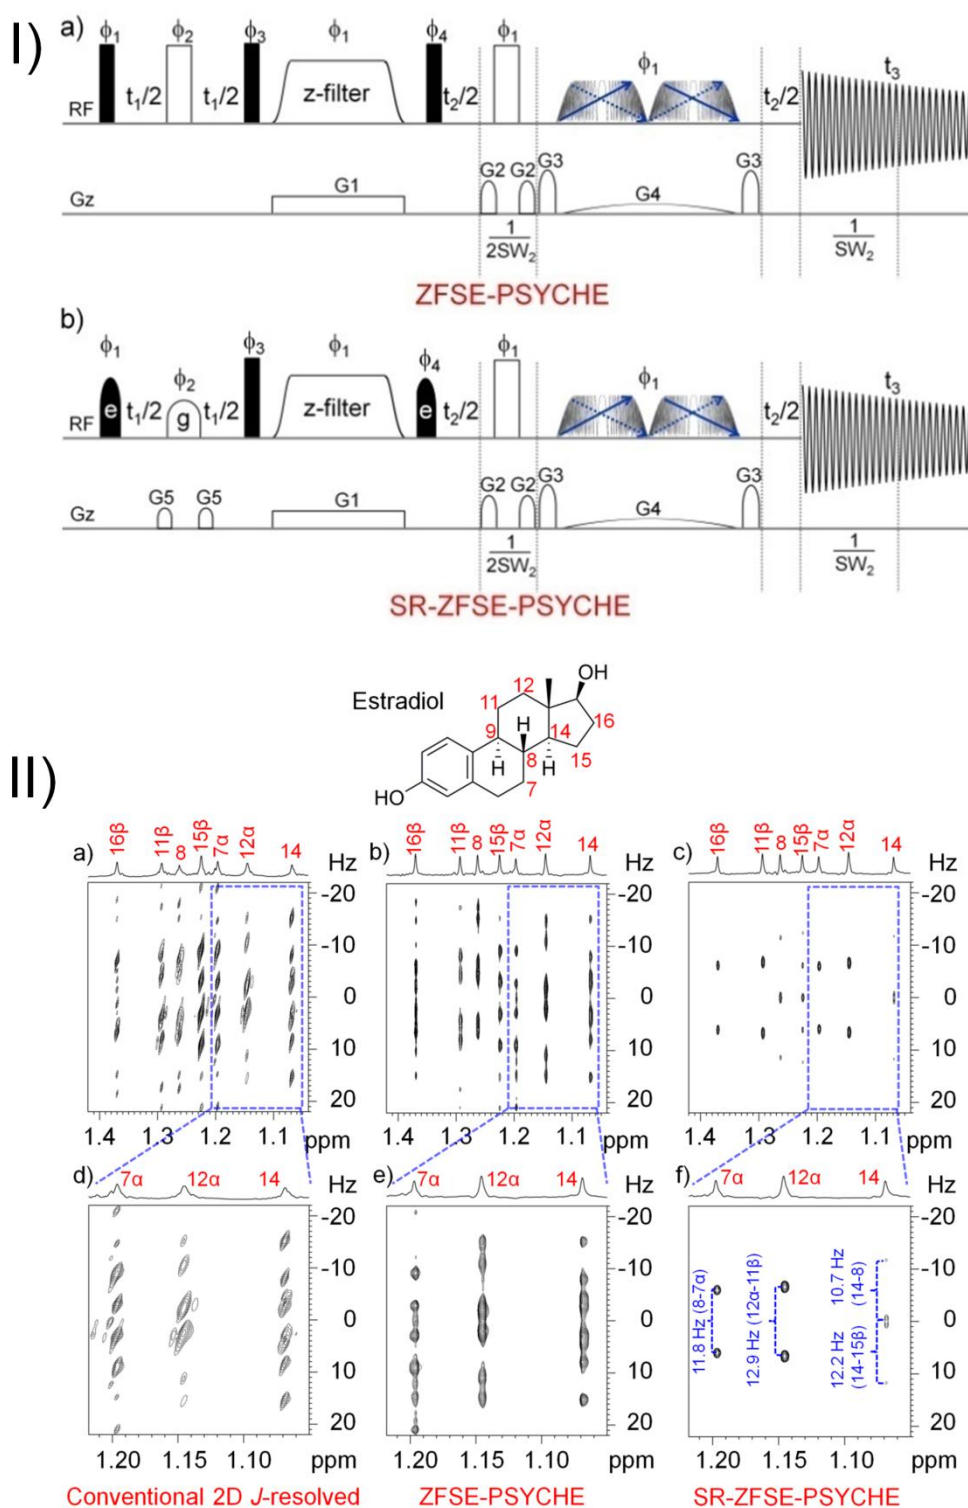 I)
a)
ϕ1 ϕ2 ϕ3 ϕ1 ϕ4 ϕ1 ϕ1 t3
RF t1/2 t1/2 z-filter t2/2 t2/2
Gz G1 G2 G2 G3 G4 G3
1/2SW2 1/SW2
ZFSE-PSYCHE
b)
ϕ1 ϕ2 ϕ3 ϕ1 ϕ4 ϕ1 ϕ1 t3
RF e t1/2 g t1/2 z-filter e t2/2 t2/2
Gz G5 G5 G1 G2 G2 G3 G4 G3
1/2SW2 1/SW2
SR-ZFSE-PSYCHE
II)
Estradiol
OH
12
11
16
9
H
14
8
15
H
H
7
HO
a) 16β 11β 8 15β 7α 12α 14 Hz
-20
-10
0
10
20
1.4 1.3 1.2 1.1 ppm
b) 16β 11β 8 15β 7α 12α 14 Hz
-20
-10
0
10
20
1.4 1.3 1.2 1.1 ppm
c) 16β 11β 8 15β 7α 12α 14 Hz
-20
-10
0
10
20
1.4 1.3 1.2 1.1 ppm
d) 7α 12α 14 Hz
-20
-10
0
10
20
1.20 1.15 1.10 ppm
Conventional 2D J-resolved
e) 7α 12α 14 Hz
-20
-10
0
10
20
1.20 1.15 1.10 ppm
ZFSE-PSYCHE
f) 7α 12α 14 Hz
-20
-10
0
10
20
11.8 Hz (8-7α)
12.9 Hz (12α-11β)
10.7 Hz
(14-8)
12.2 Hz
(14-15β)
1.20 1.15 1.10 ppm
SR-ZFSE-PSYCHE